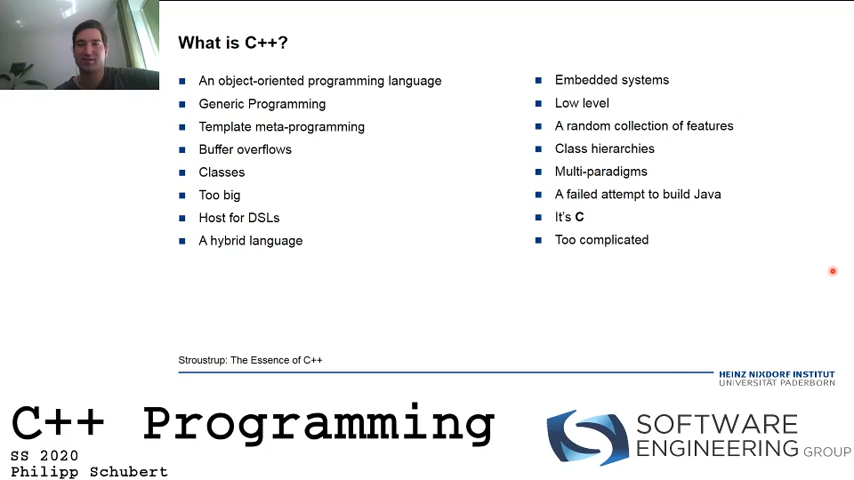 What is C++?
An object-oriented programming language
Generic Programming
Template meta-programming
Buffer overflows
Classes
Too big
Host for DSLs
A hybrid language
Embedded systems
Low level
A random collection of features
Class hierarchies
Multi-paradigms
A failed attempt to build Java
It's C
Too complicated
Stroustrup: The Essence of C++
HEINZ NIXDORF INSTITUT
UNIVERSITÄT PADERBORN
C++ Programming
SS 2020
Philipp Schubert
SOFTWARE
ENGINEERING GROUP